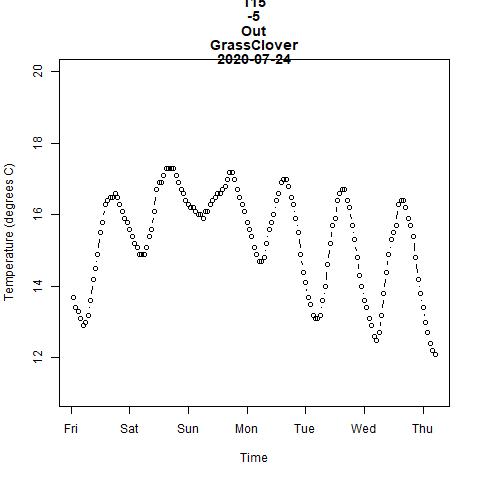 T15
-5
Out
GrassClover
2020-07-24
Temperature (degrees C)
20
18
16
14
12
Fri Sat Sun Mon Tue Wed Thu
Time